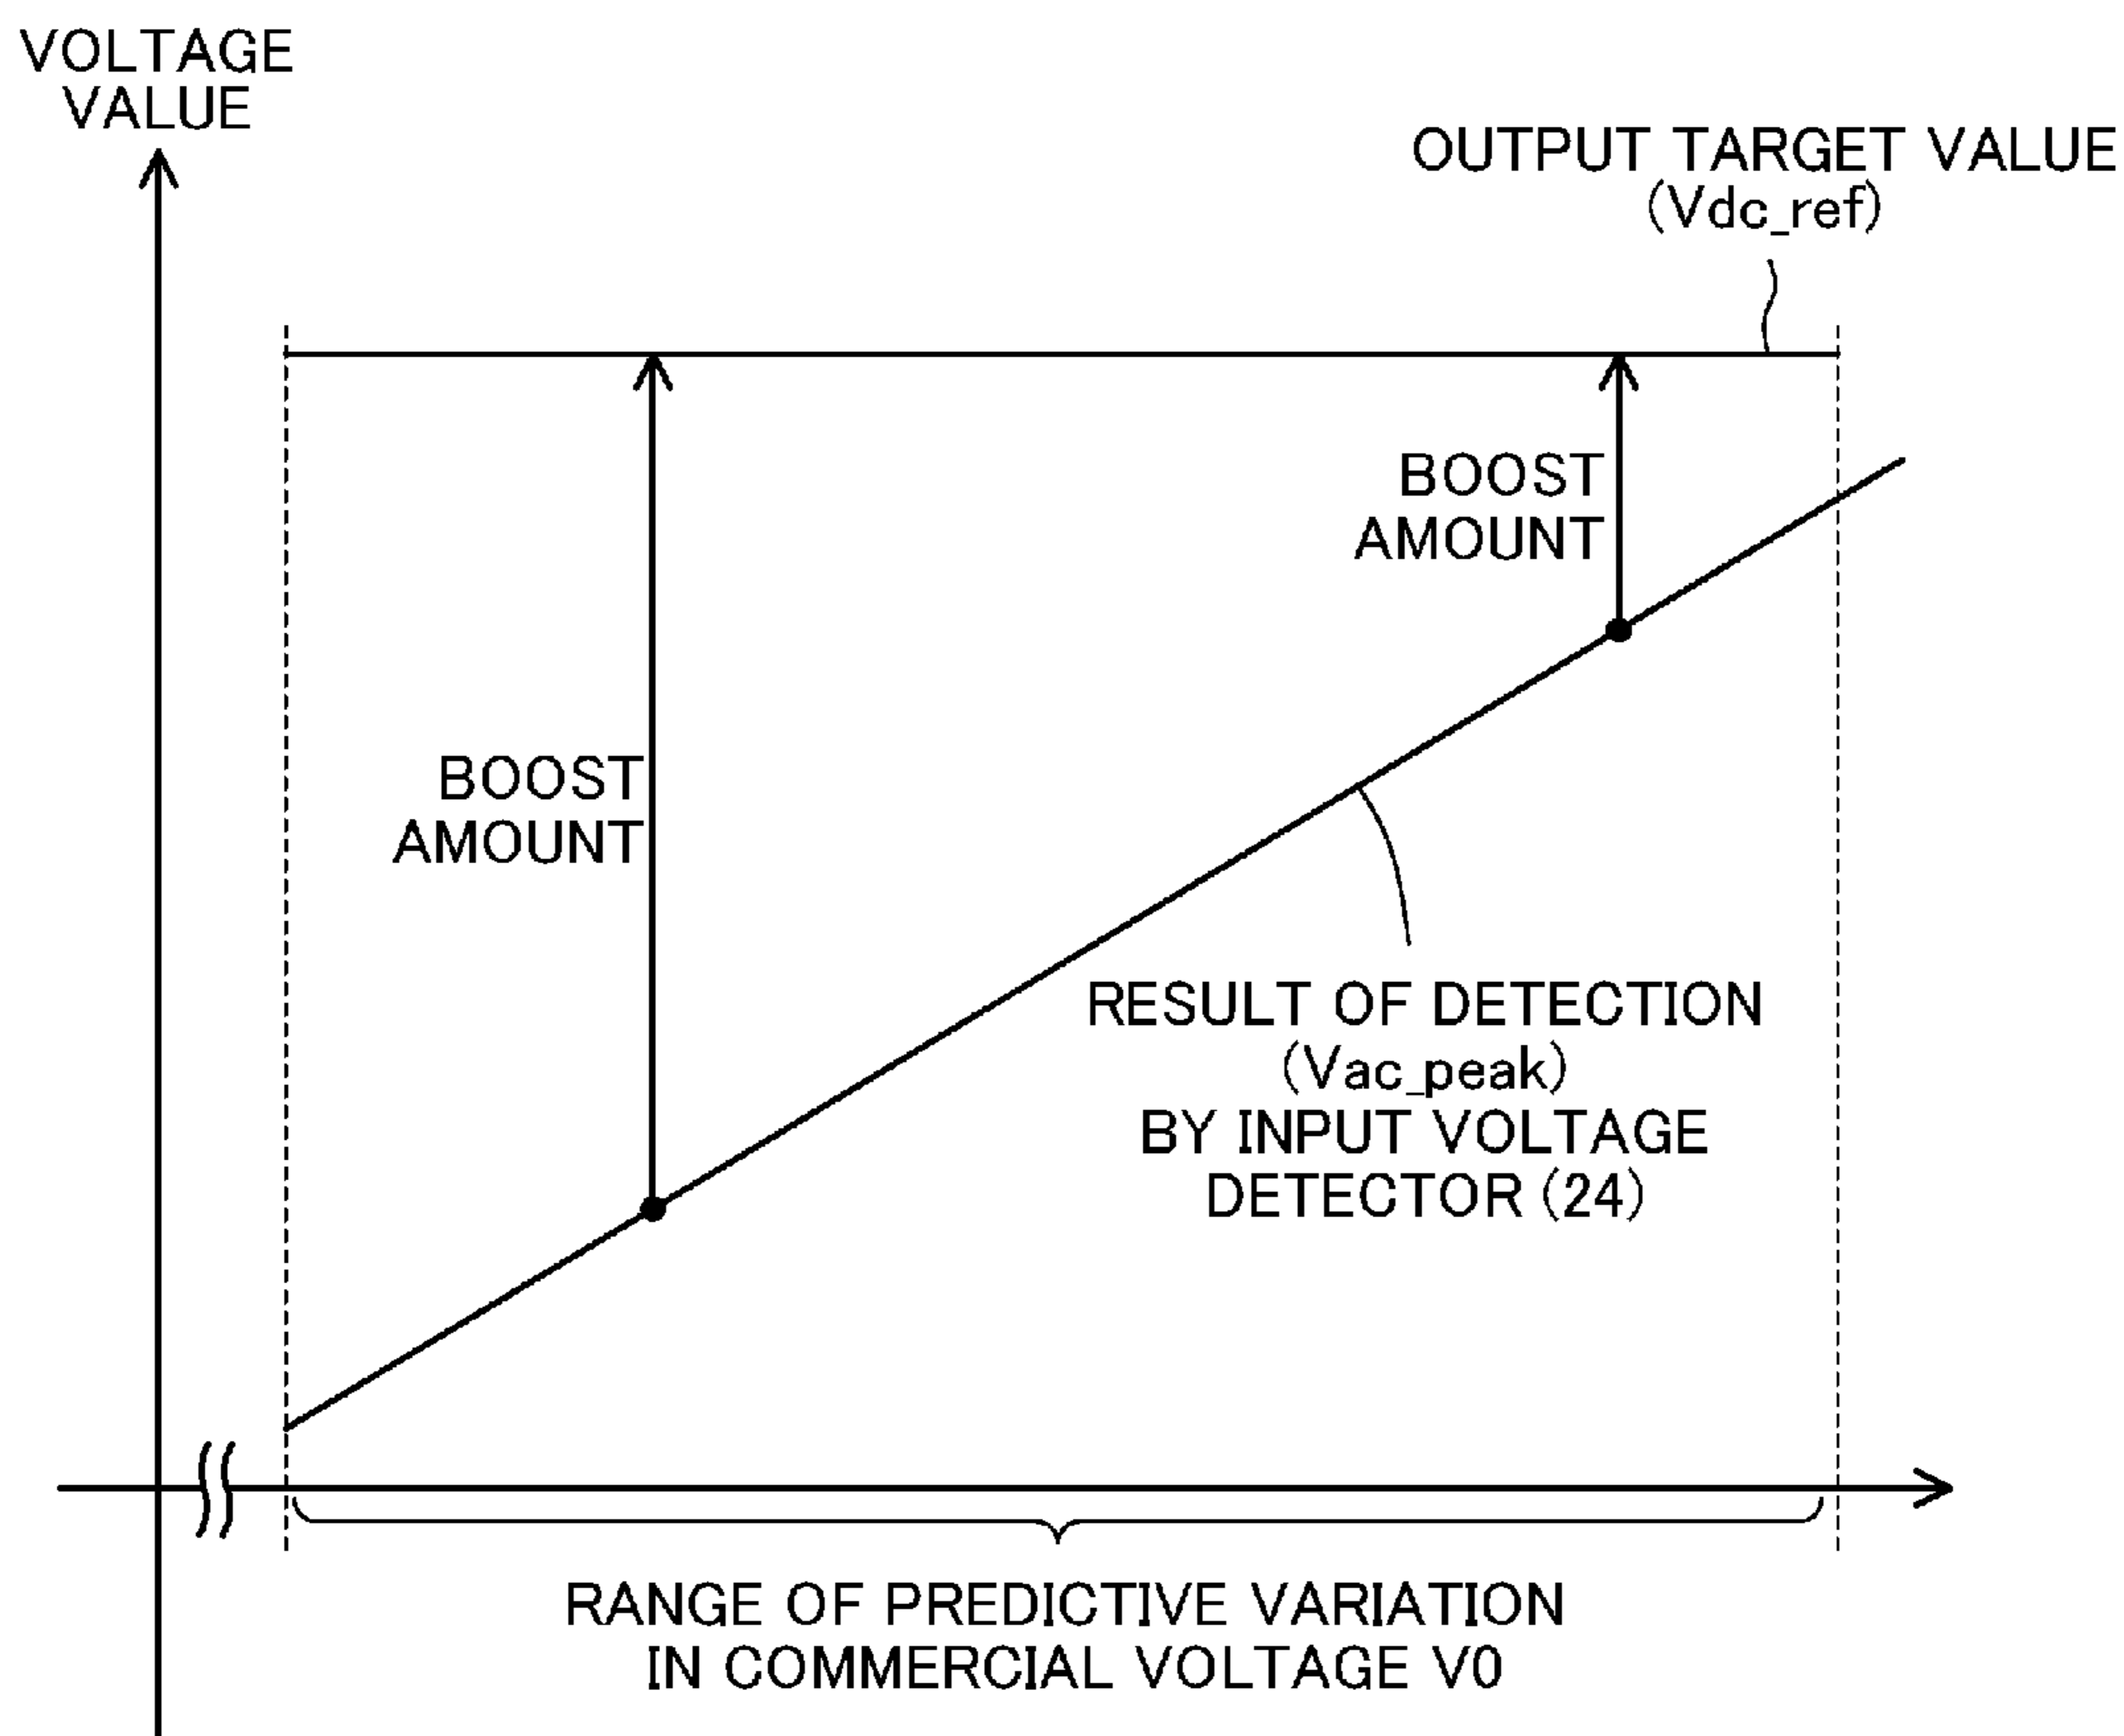 VOLTAGE
VALUE
OUTPUT TARGET VALUE
(Vdc_ref)
BOOST
AMOUNT
BOOST
AMOUNT
RESULT OF DETECTION
(Vac_peak)
BY INPUT VOLTAGE
DETECTOR (24)
RANGE OF PREDICTIVE VARIATION
IN COMMERCIAL VOLTAGE V0